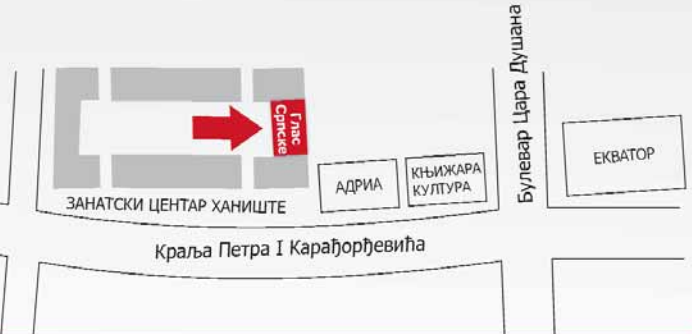 Булевар Цара Душана
Глас
Српске
АДРИА
КЊИЖАРА
КУЛТУРА
ЕКВАТОР
ЗАНАТСКИ ЦЕНТАР ХАНИШТЕ
Краља Петра I Карађорђевића